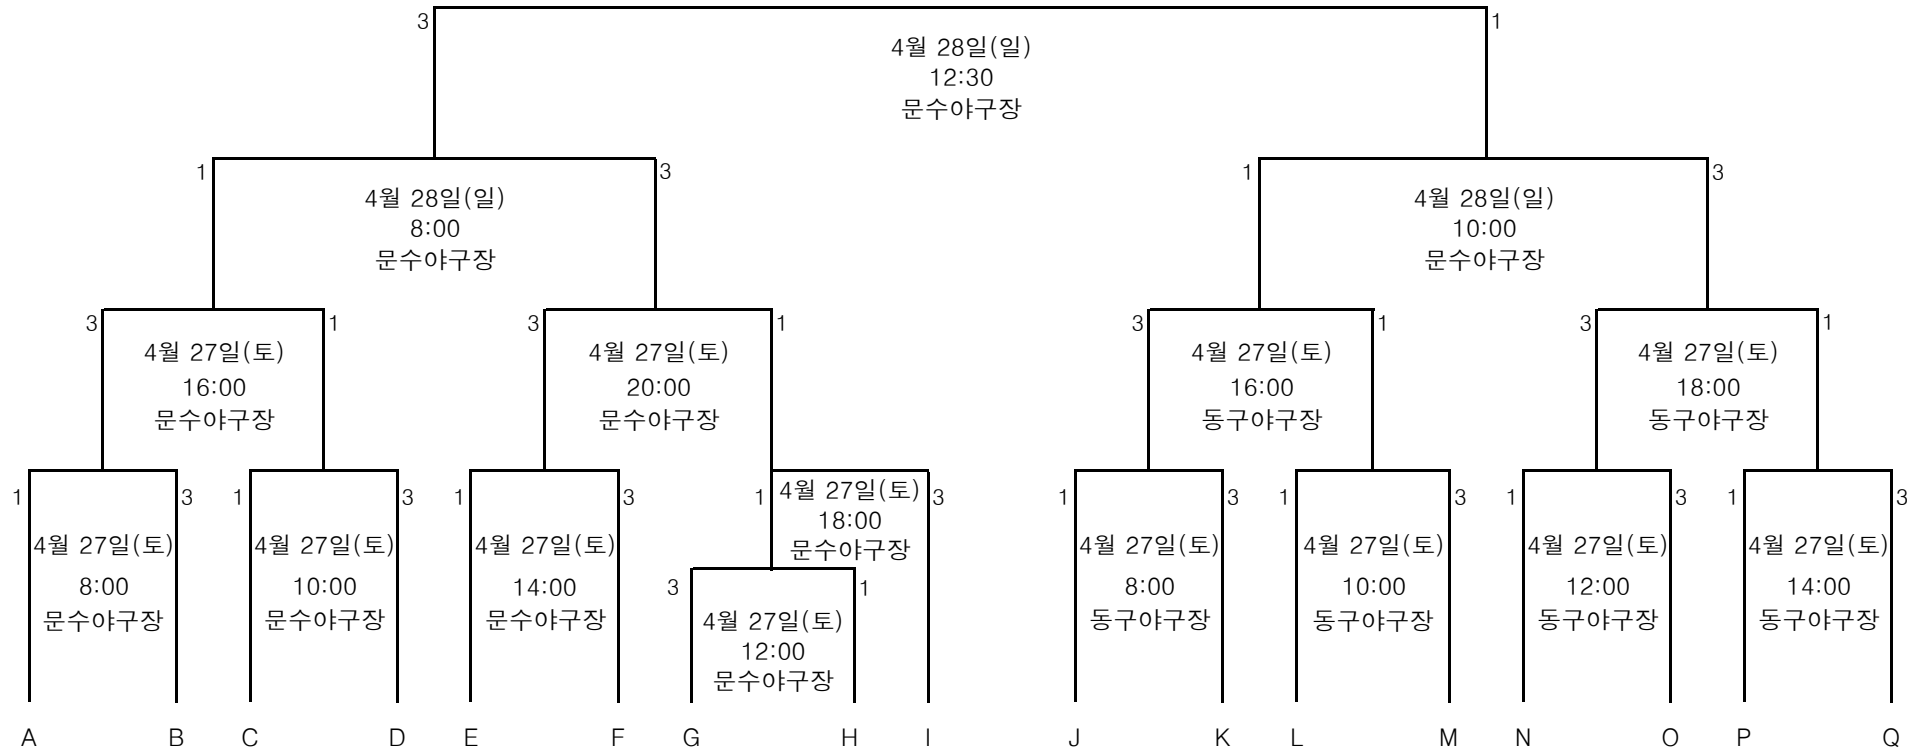 3 1
4월 28일(일)
12:30
문수야구장
1 3 1 3
4월 28일(일) 4월 28일(일)
8:00 10:00
문수야구장 문수야구장
3 1 3 1 3 1 3 1
4월 27일(토) 4월 27일(토) 4월 27일(토) 4월 27일(토)
16:00 20:00 16:00 18:00
문수야구장 문수야구장 동구야구장 동구야구장
1 3 1 3 1 3 1 4월 27일(토) 3 1 3 1 3 1 3 1 3
18:00
4월 27일(토) 4월 27일(토) 4월 27일(토) 문수야구장 4월 27일(토) 4월 27일(토) 4월 27일(토) 4월 27일(토)
8:00 10:00 14:00 3 1 8:00 10:00 12:00 14:00
문수야구장 문수야구장 문수야구장 4월 27일(토) 동구야구장 동구야구장 동구야구장 동구야구장
12:00
문수야구장
A B C D E F G H I J K L M N O P Q